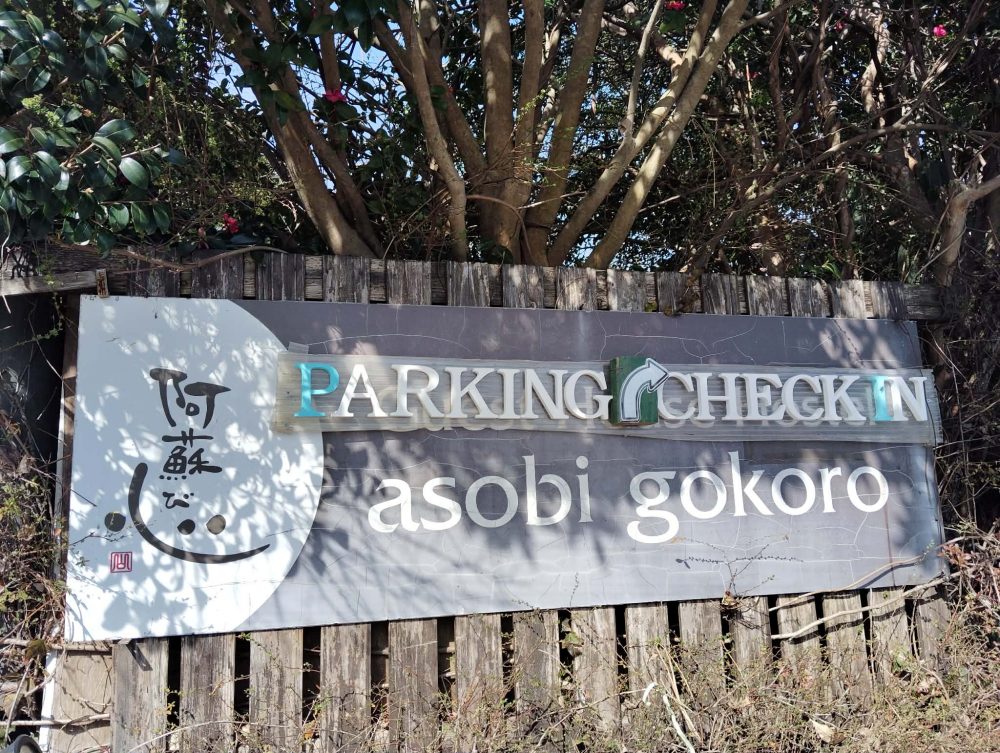 阿蘇び
PARKING CHECK IN
asobi gokoro